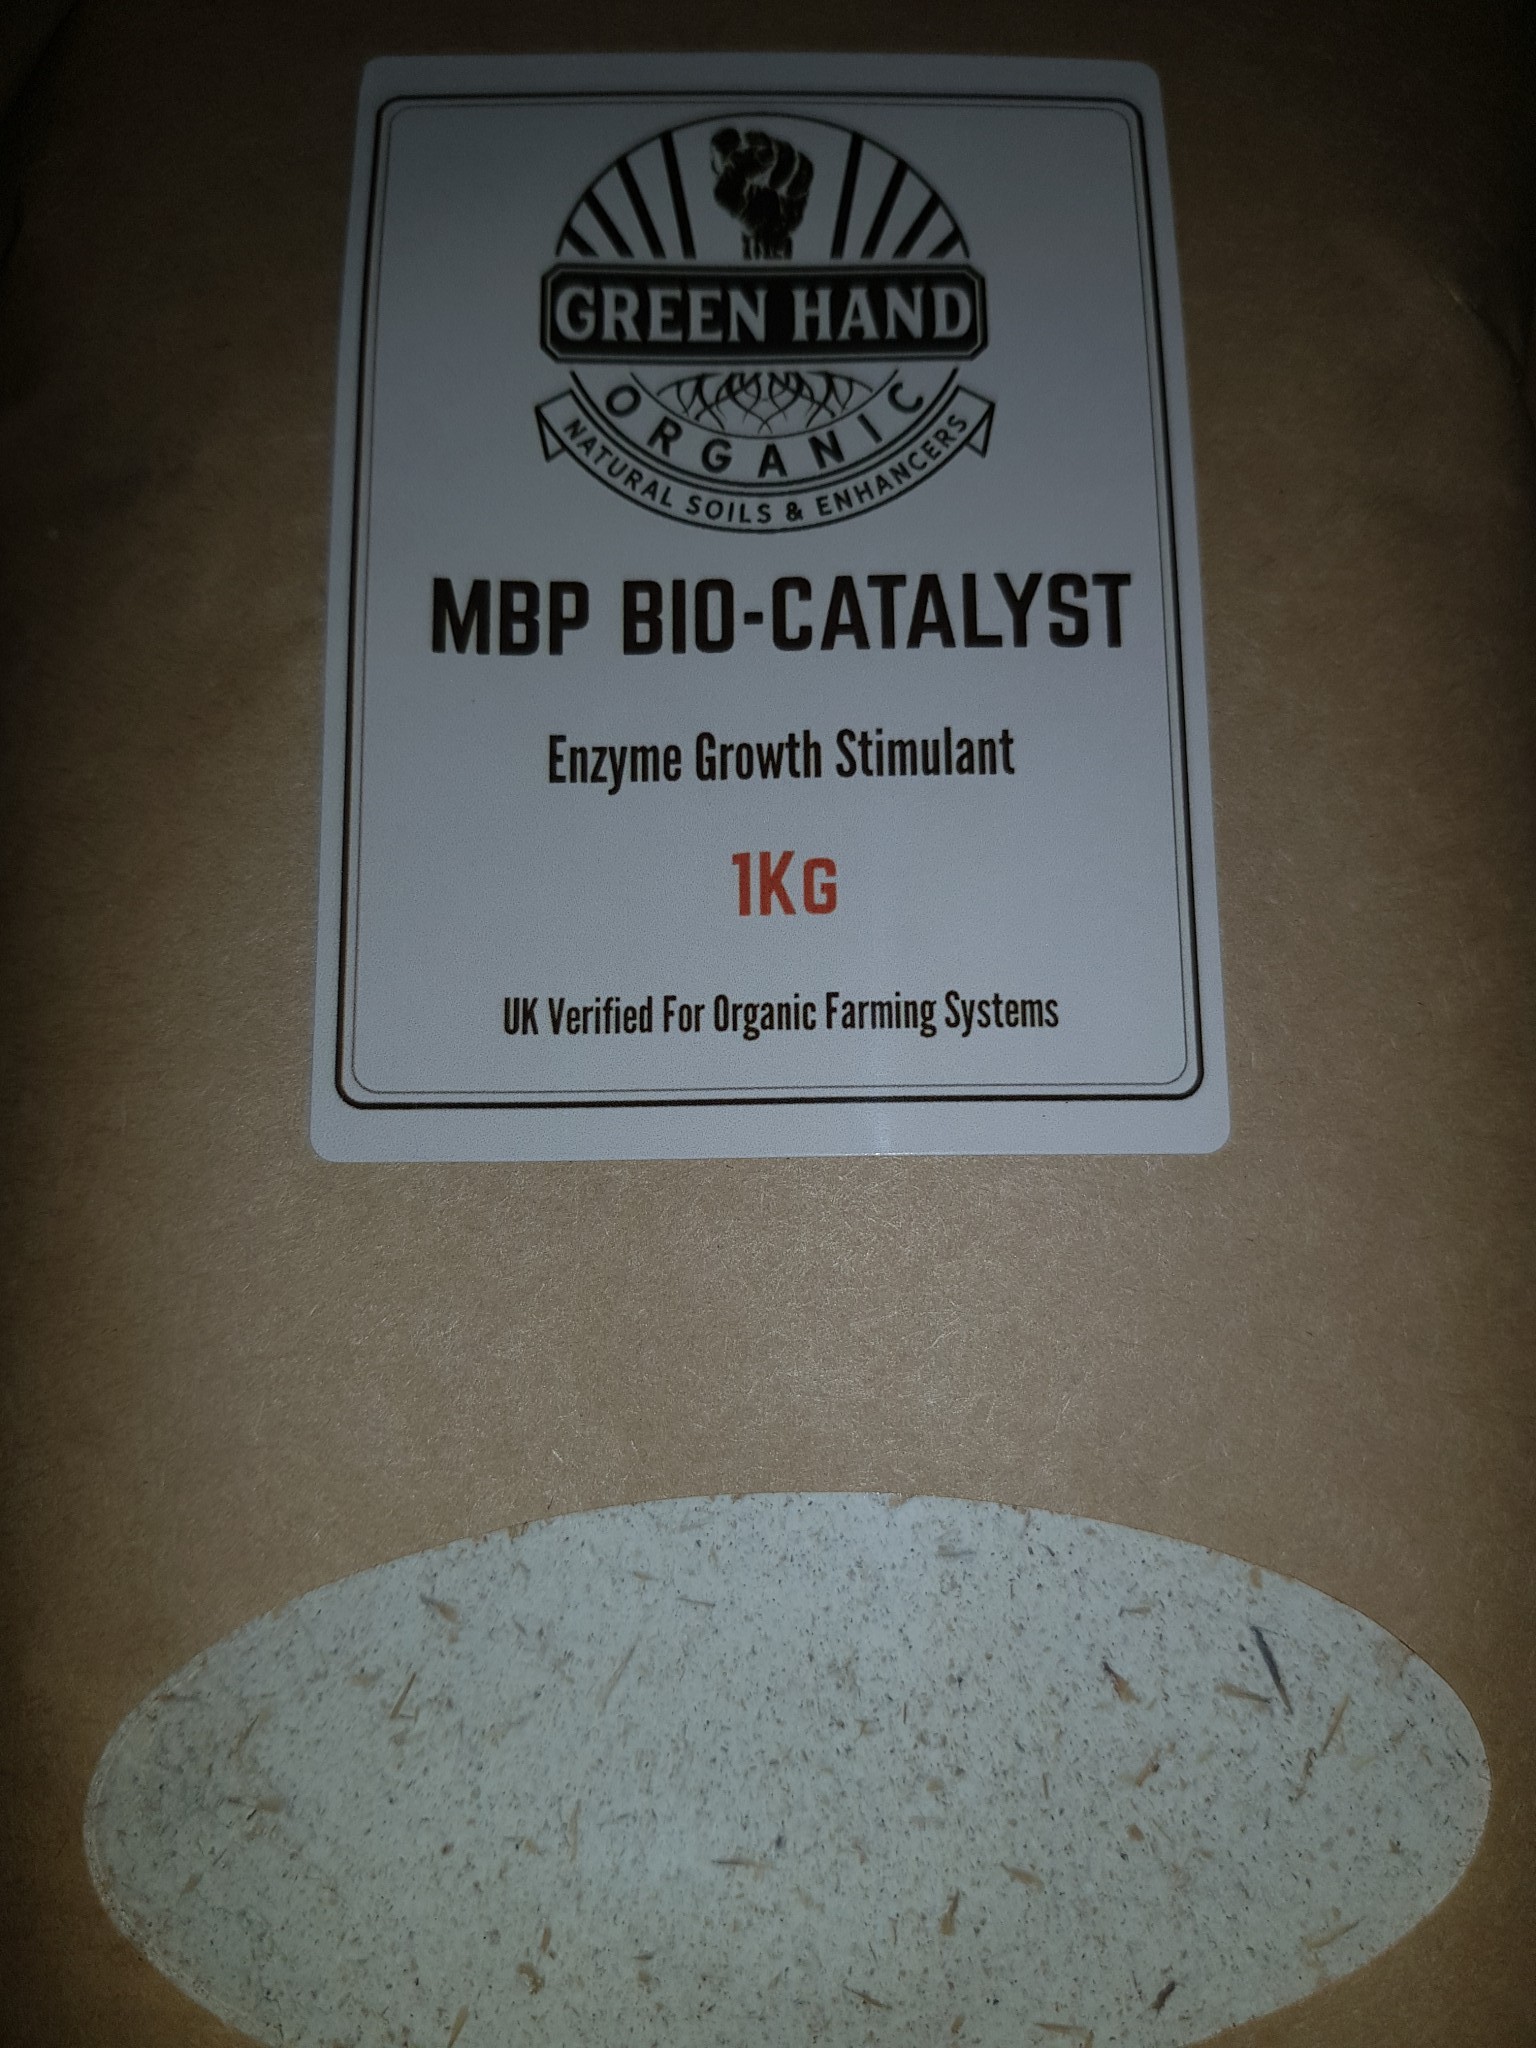 GREEN HAND
ORGANIC
NATURAL SOILS & ENHANCERS
MBP BIO-CATALYST
Enzyme Growth Stimulant
1KG
UK Verified For Organic Farming Systems